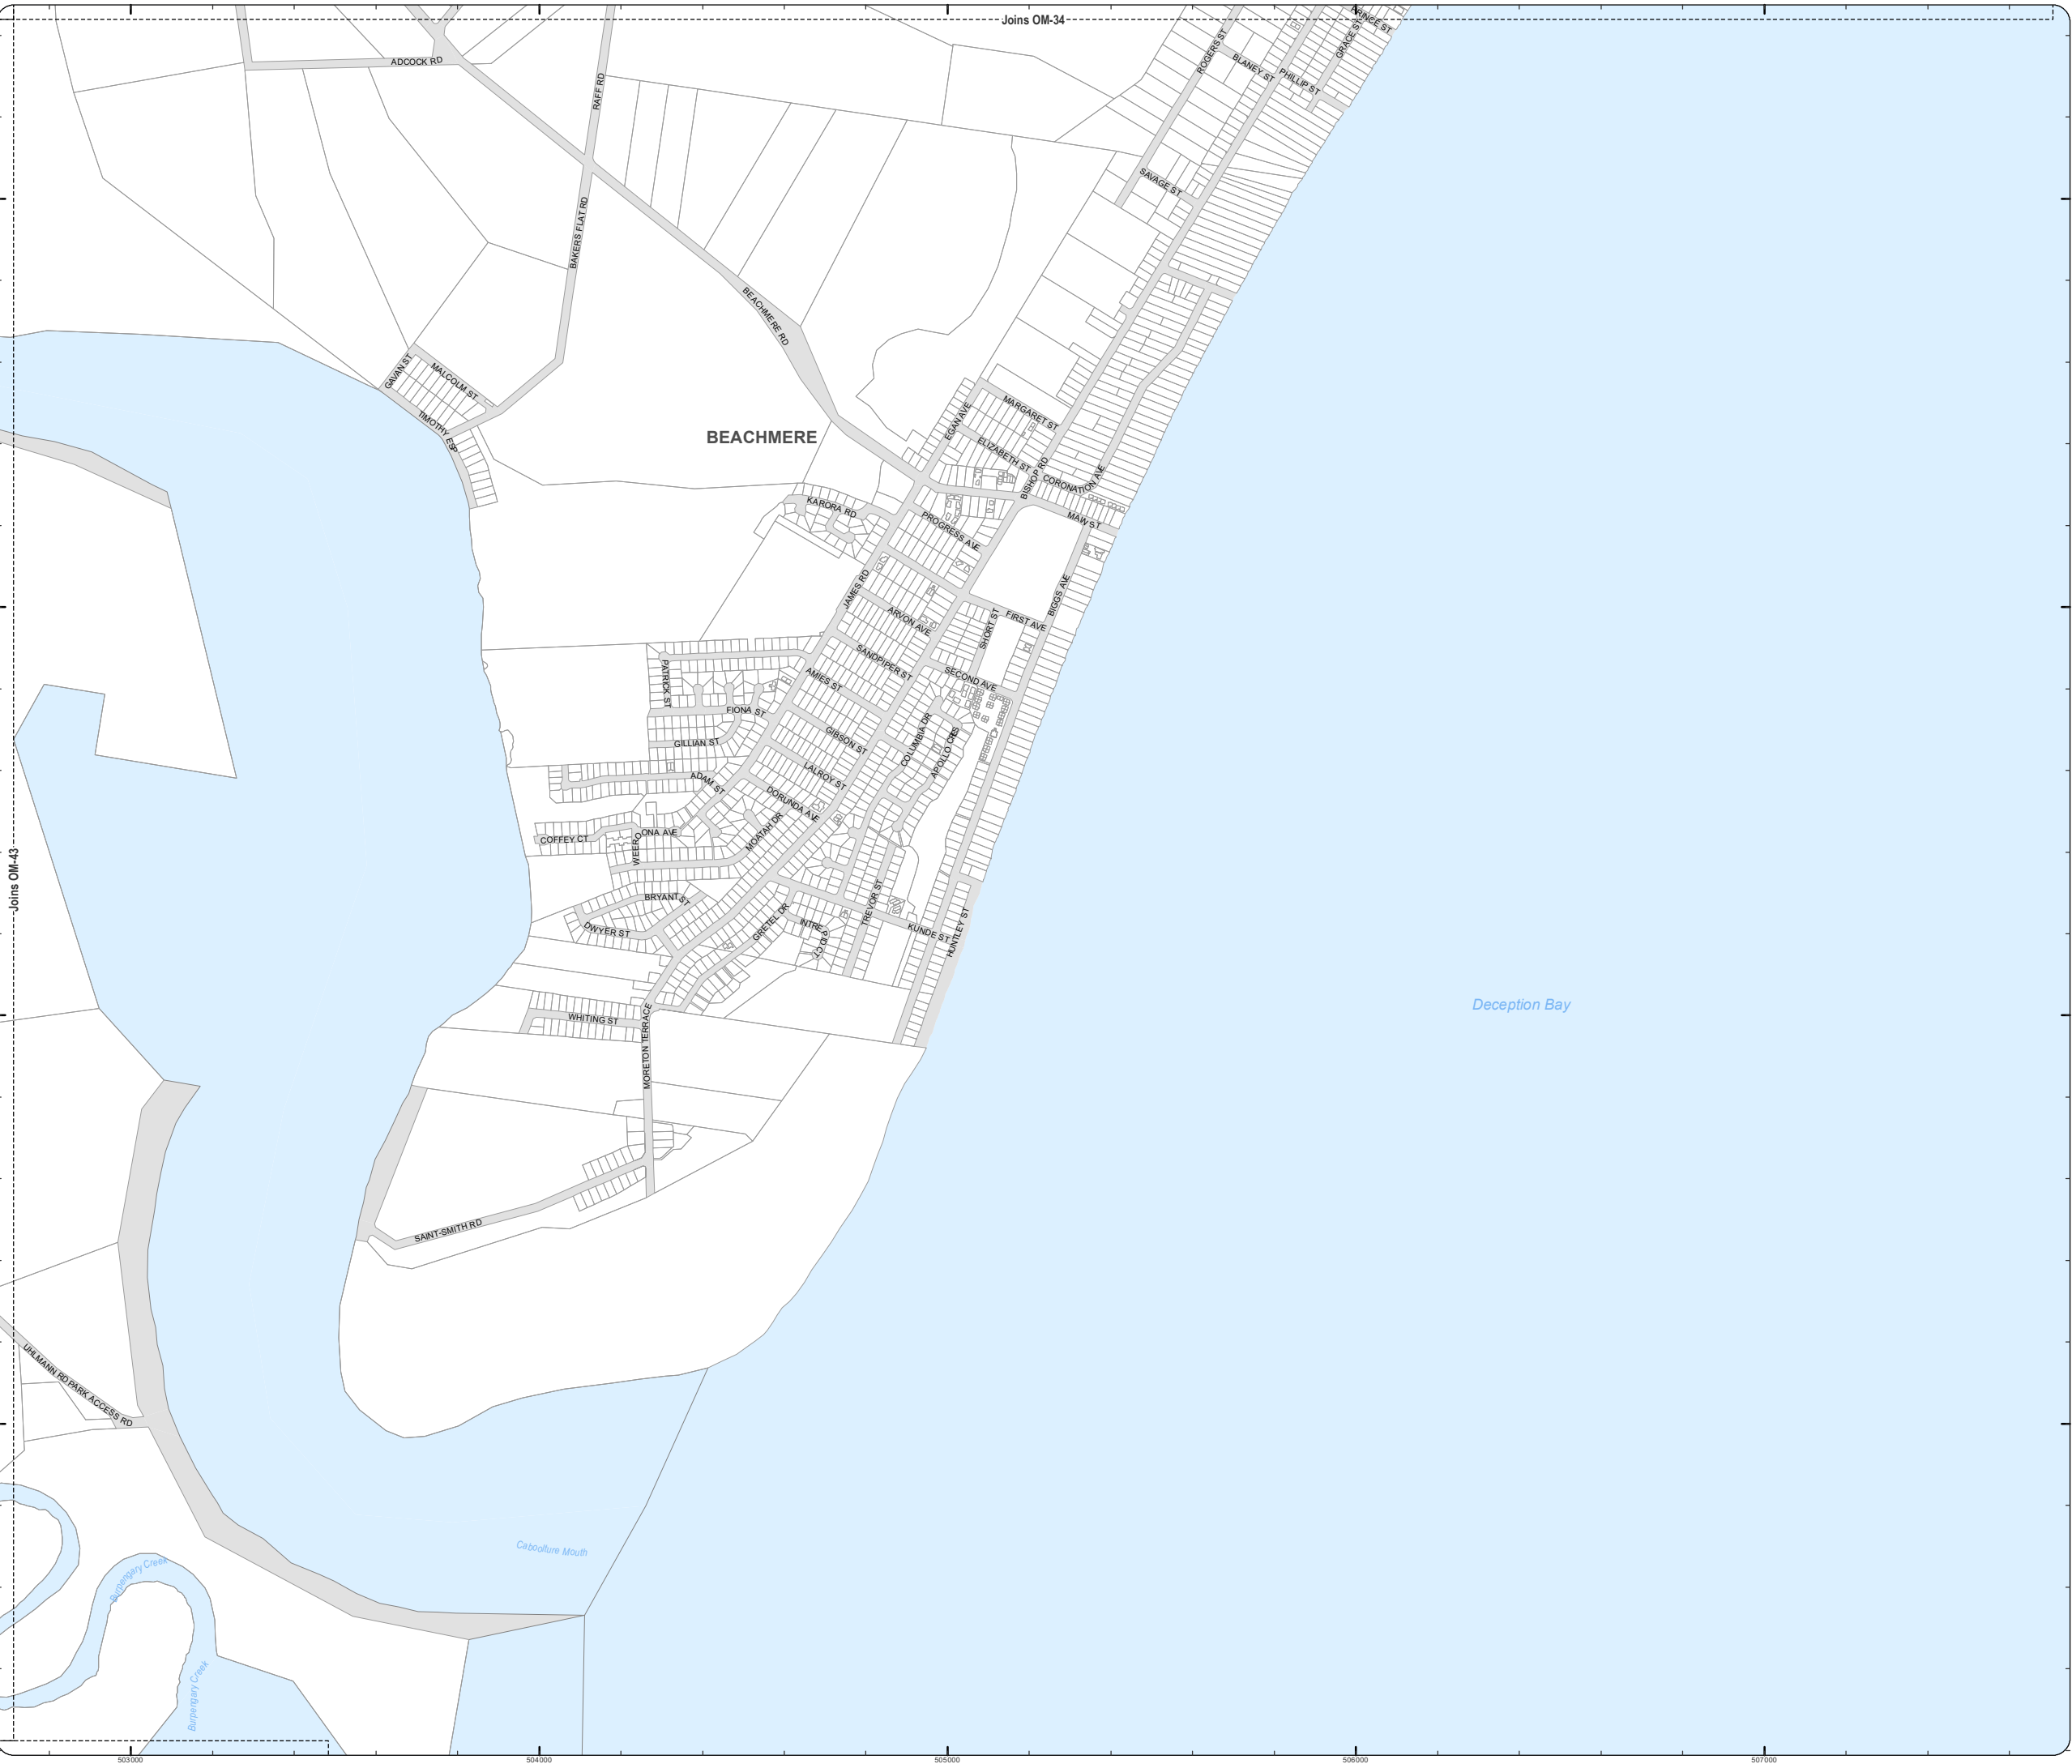 Joins OM-34
PRINCE ST
GRACE ST
ROGERS ST
BLANEY ST
PHILLIP ST
ADCOCK RD
RAFF RD
SAVAGE ST
BAKERS FLAT RD
BEACHMERE RD
GAVAN ST
MALCOLM ST
TIMOTHY ESP
BEACHMERE
MARGARET ST
EGAN AVE
ELIZABETH ST
BISHOP RD
CORONATION AVE
KARORA RD
PROGRESS AVE
MAW ST
JAMES RD
BIGGS AVE
ARVON AVE
SHORT ST
FIRST AVE
PATRICK ST
SANDPIPER ST
AMIES ST
SECOND AVE
FIONA ST
GILLIAN ST
GIBSON ST
COLUMBIA DR
APOLLO CRES
ADAM ST
LALROY ST
DORUNDA AVE
MOATAH DR
COFFEY CT
WEERONA AVE
Joins OM-43
BRYANT ST
DWYER ST
GRETEL DR
INTREPID CT
TREVOR ST
KUNDE ST
HUNTLEY ST
Deception Bay
WHITING ST
MORETON TERRACE
SAINT-SMITH RD
UHLMANN RD PARK ACCESS RD
Caboolture Mouth
Burpengary Creek
Burpengary Creek
503000
504000
505000
506000
507000